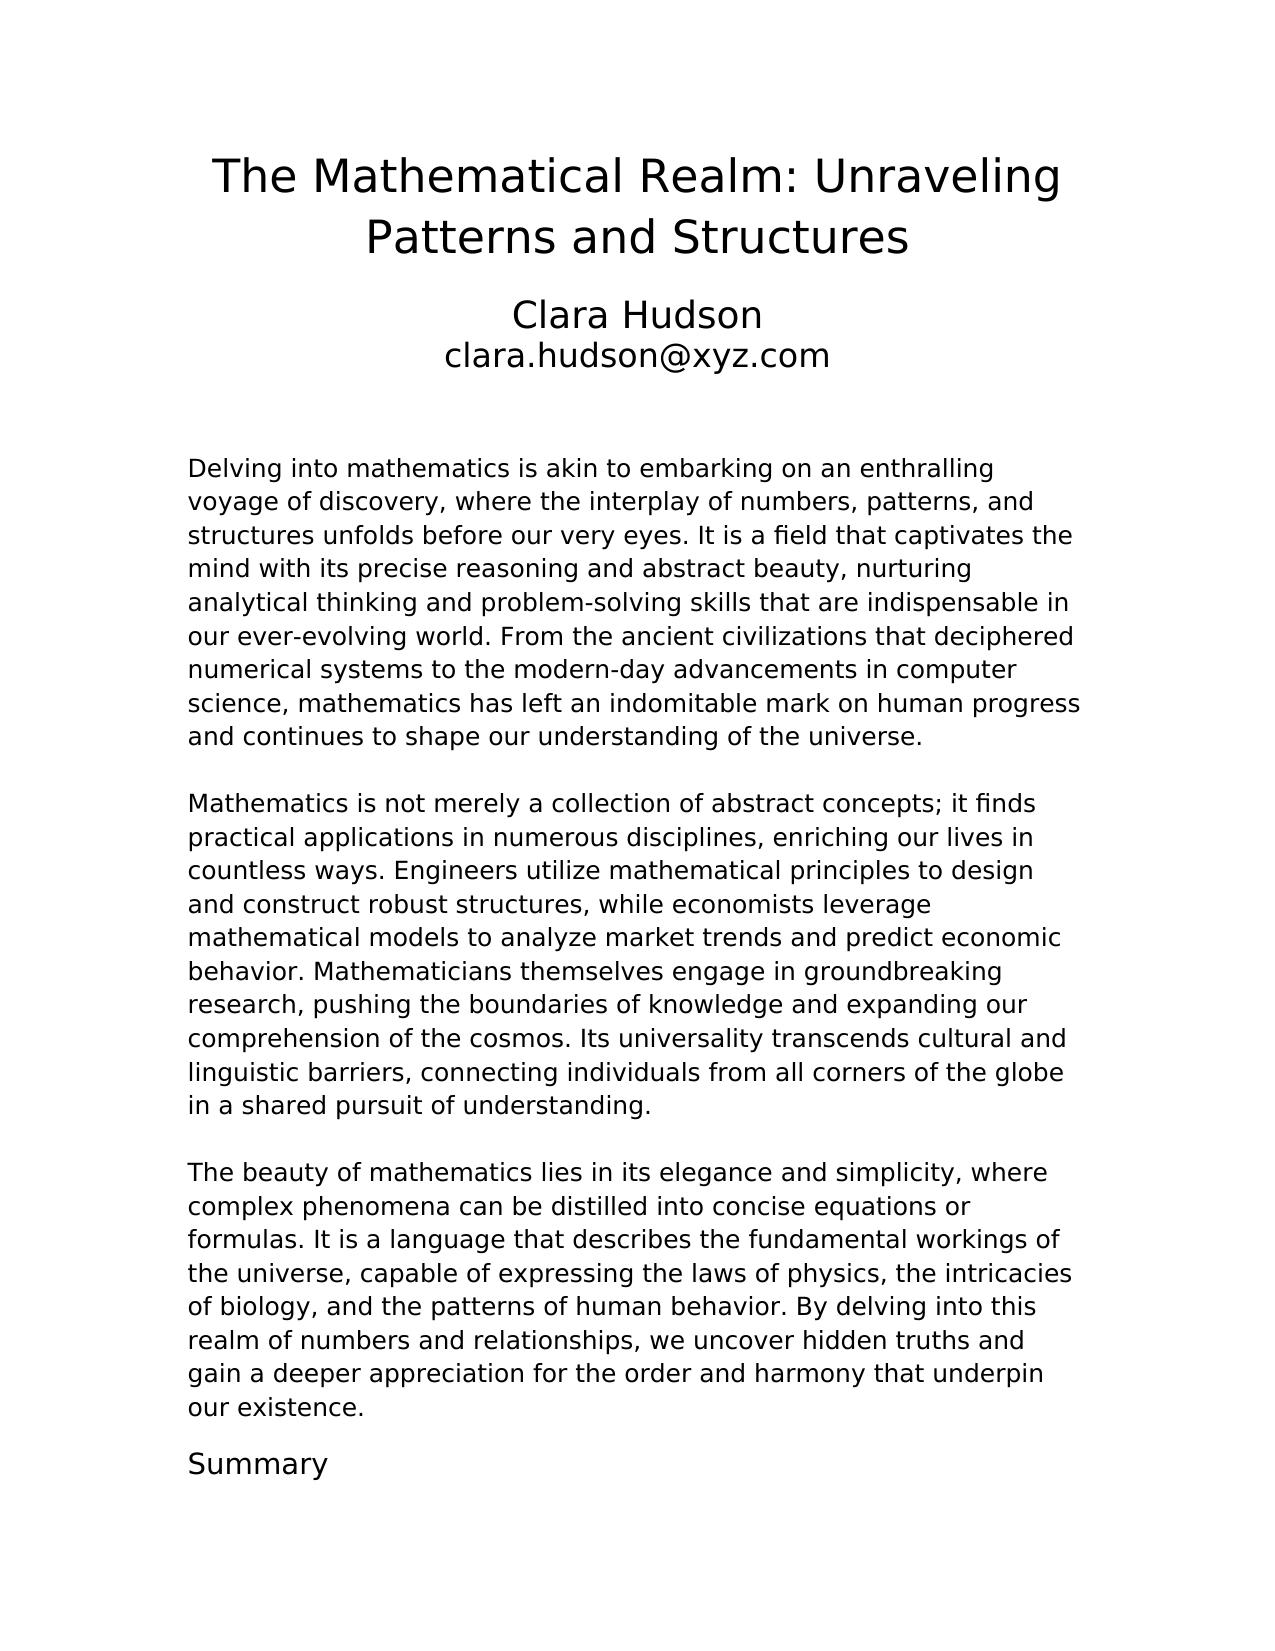 The Mathematical Realm: Unraveling
Patterns and Structures
Clara Hudson
clara.hudson@xyz.com
Delving into mathematics is akin to embarking on an enthralling
voyage of discovery, where the interplay of numbers, patterns, and
structures unfolds before our very eyes. It is a field that captivates the
mind with its precise reasoning and abstract beauty, nurturing
analytical thinking and problem-solving skills that are indispensable in
our ever-evolving world. From the ancient civilizations that deciphered
numerical systems to the modern-day advancements in computer
science, mathematics has left an indomitable mark on human progress
and continues to shape our understanding of the universe.
Mathematics is not merely a collection of abstract concepts; it finds
practical applications in numerous disciplines, enriching our lives in
countless ways. Engineers utilize mathematical principles to design
and construct robust structures, while economists leverage
mathematical models to analyze market trends and predict economic
behavior. Mathematicians themselves engage in groundbreaking
research, pushing the boundaries of knowledge and expanding our
comprehension of the cosmos. Its universality transcends cultural and
linguistic barriers, connecting individuals from all corners of the globe
in a shared pursuit of understanding.
The beauty of mathematics lies in its elegance and simplicity, where
complex phenomena can be distilled into concise equations or
formulas. It is a language that describes the fundamental workings of
the universe, capable of expressing the laws of physics, the intricacies
of biology, and the patterns of human behavior. By delving into this
realm of numbers and relationships, we uncover hidden truths and
gain a deeper appreciation for the order and harmony that underpin
our existence.
Summary